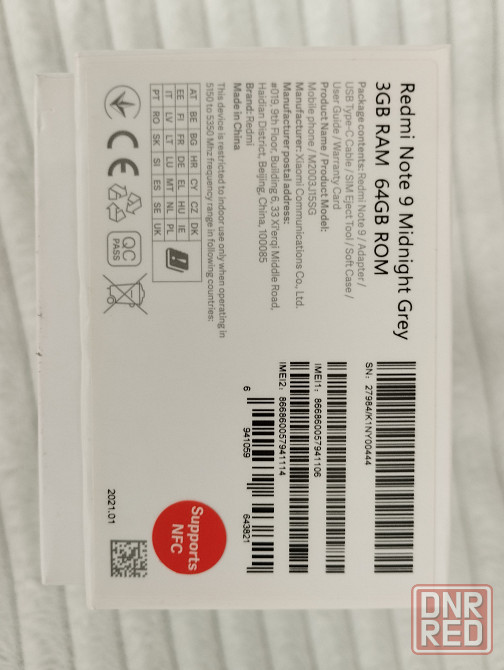 Redmi Note 9 Midnight Grey
3GB RAM 64GB ROM
Package contents: Redmi Note 9 / Adapter /
USB Type-C Cable / SIM Eject Tool / Soft Case /
User Guide / Warranty Card
Product Name / Product Model:
Mobile phone / M2003J15SG
Manufacturer: Xiaomi Communications Co., Ltd.
Manufacturer postal address:
#019, 9th Floor, Building 6, 33 Xi'erqi Middle Road,
Haidian District, Beijing, China, 100085
Brand: Redmi
Made in China
This device is restricted to indoor use only when operating in
5150 to 5350 Mhz frequency range in following countries:
AT BE BG HR CY CZ DK
EE FI FR DE EL HU IE
IT LV LT LU MT NL PL
PT RO SK SI ES SE UK
CE
QC
PASS
SN: 27984/K1NY00444
IMEI1: 866860057941106
IMEI2: 866860057941114
6 941059 643821
Supports
NFC
2021.01
DNR
RED